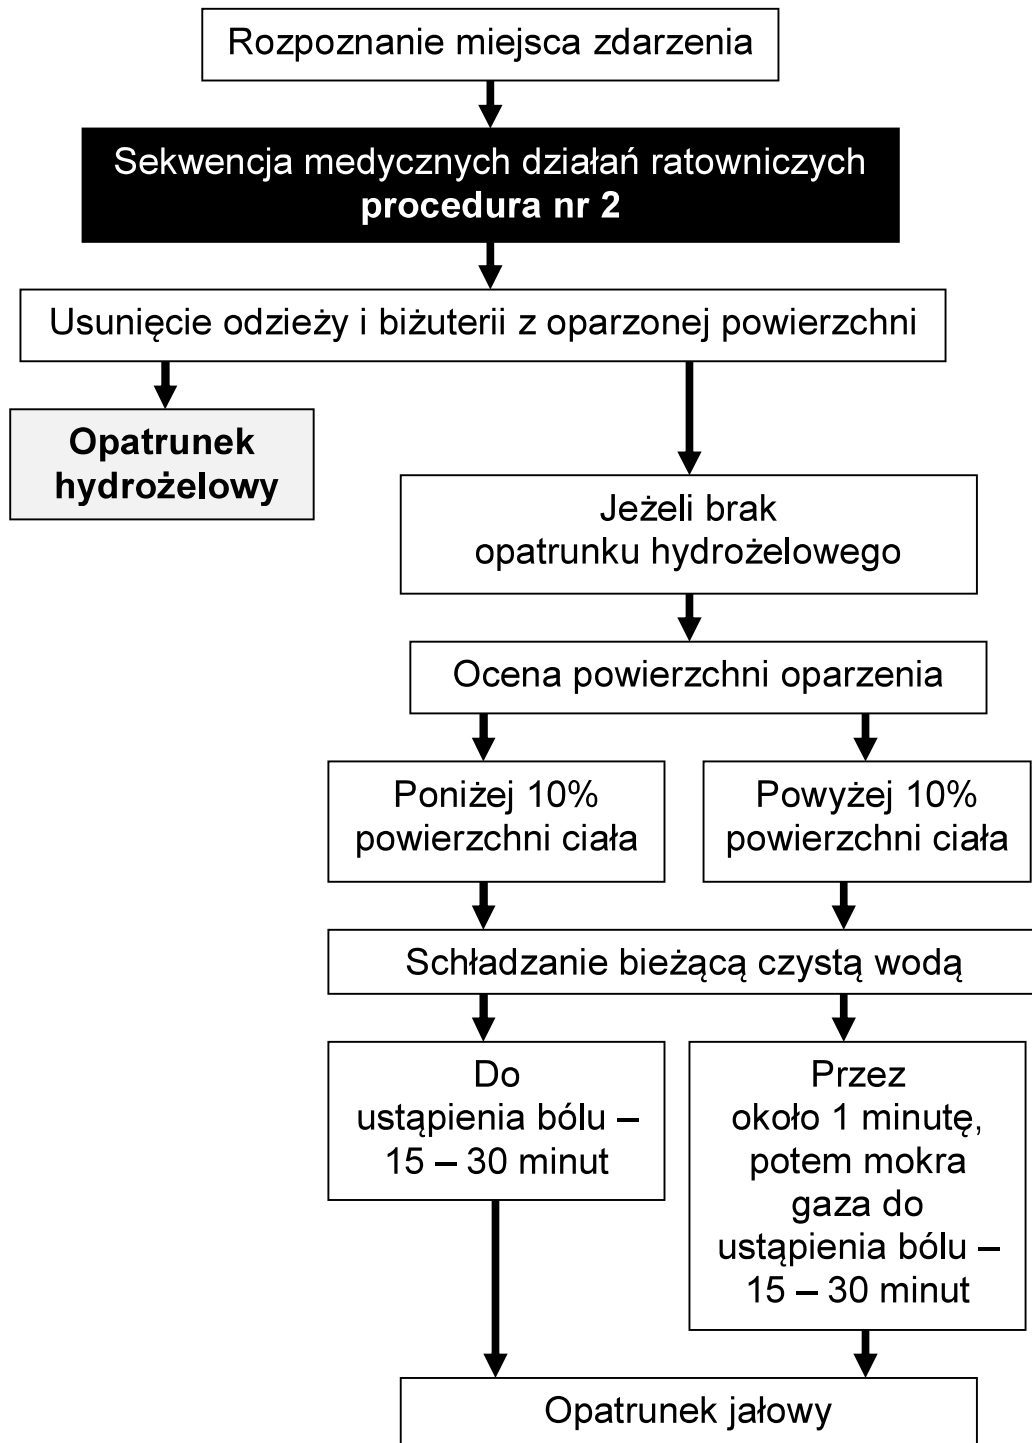 Rozpoznanie miejsca zdarzenia
Sekwencja medycznych działań ratowniczych
procedura nr 2
Usunięcie odzieży i biżuterii z oparzonej powierzchni
Opatrunek
hydrożelowy
Jeżeli brak
opatrunku hydrożelowego
Ocena powierzchni oparzenia
Poniżej 10%
powierzchni ciała
Powyżej 10%
powierzchni ciała
Schładzanie bieżącą czystą wodą
Do
ustąpienia bólu –
15 – 30 minut
Przez
około 1 minutę,
potem mokra
gaza do
ustąpienia bólu –
15 – 30 minut
Opatrunek jałowy